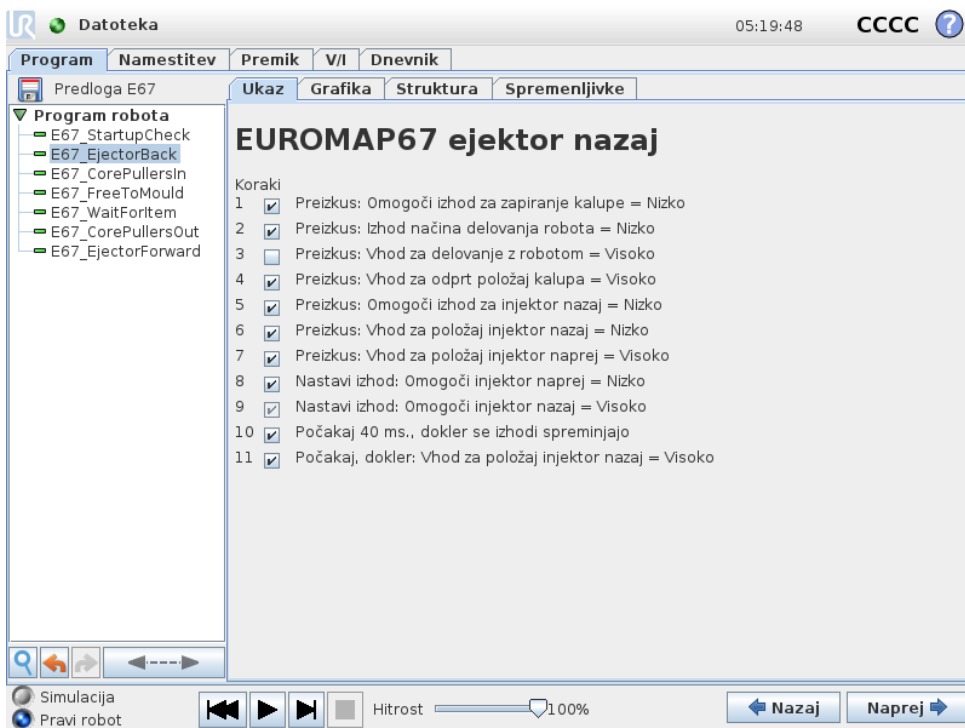 UR Datoteka 05:19:48 CCCC ?
Program Namestitev Premik V/I Dnevnik
Predloga E67 Ukaz Grafika Struktura Spremenljivke
Program robota
E67_StartupCheck
E67_EjectorBack
E67_CorePullersIn
E67_FreeToMould
E67_WaitForItem
E67_CorePullersOut
E67_EjectorForward
EUROMAP67 ejektor nazaj
Koraki
1 Preizkus: Omogoči izhod za zapiranje kalupe = Nizko
2 Preizkus: Izhod načina delovanja robota = Nizko
3 Preizkus: Vhod za delovanje z robotom = Visoko
4 Preizkus: Vhod za odprt položaj kalupa = Visoko
5 Preizkus: Omogoči izhod za injektor nazaj = Nizko
6 Preizkus: Vhod za položaj injektor nazaj = Nizko
7 Preizkus: Vhod za položaj injektor naprej = Visoko
8 Nastavi izhod: Omogoči injektor naprej = Nizko
9 Nastavi izhod: Omogoči injektor nazaj = Visoko
10 Počakaj 40 ms., dokler se izhodi spreminjajo
11 Počakaj, dokler: Vhod za položaj injektor nazaj = Visoko
Simulacija
Pravi robot
Hitrost 100%
Nazaj Naprej